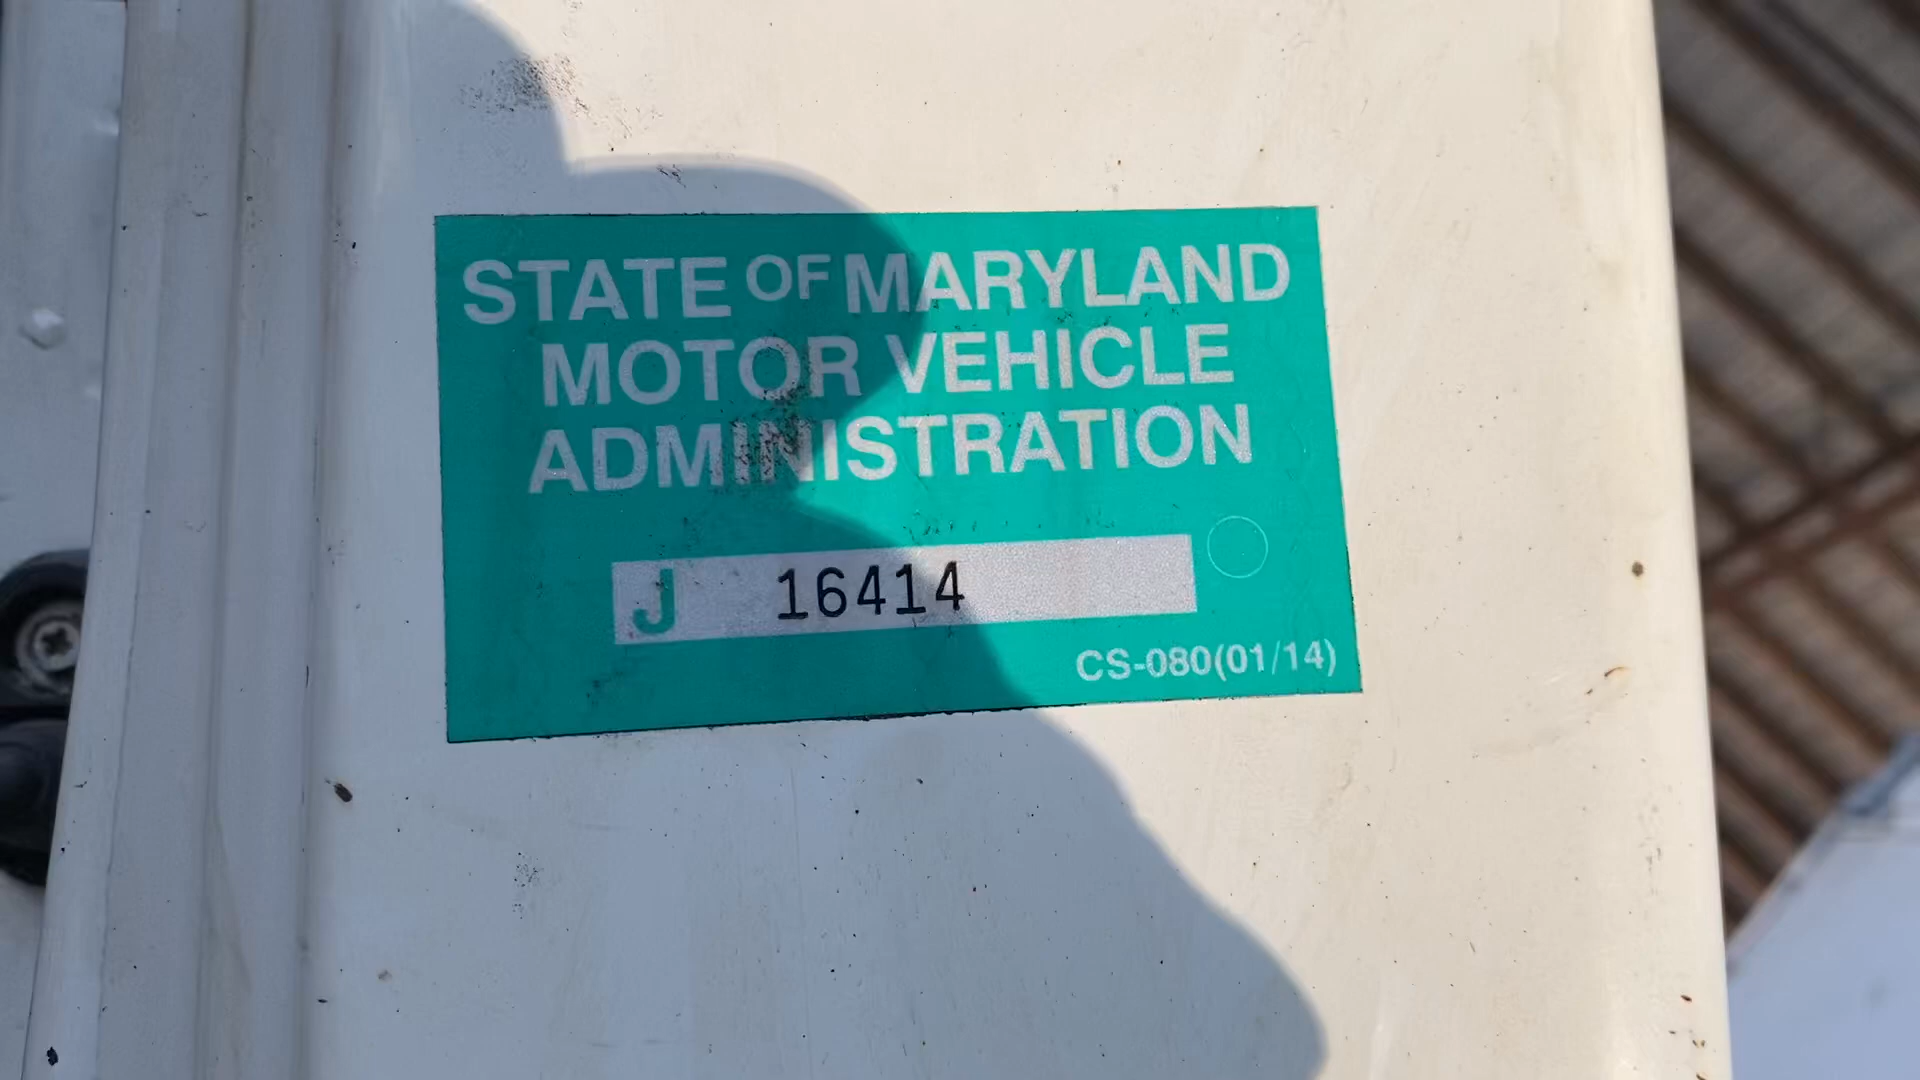 STATE OF MARYLAND
MOTOR VEHICLE
ADMINISTRATION
J 16414
CS-080(01/14)